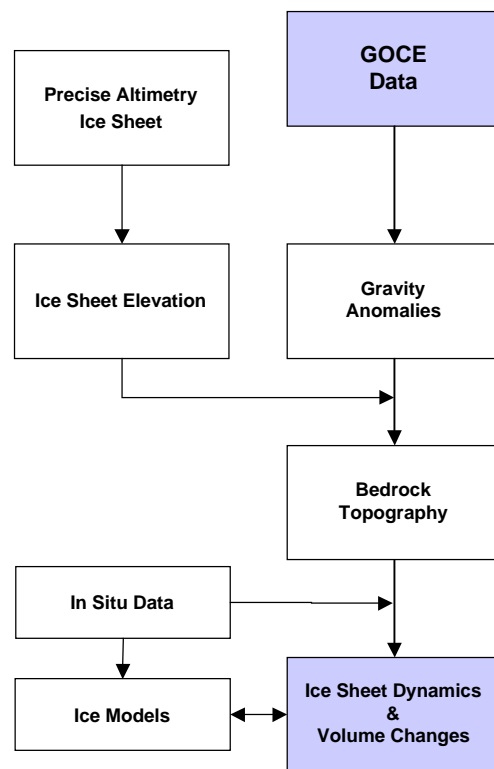 GOCE
Data
Precise Altimetry
Ice Sheet
Ice Sheet Elevation
Gravity
Anomalies
Bedrock
Topography
In Situ Data
Ice Models
Ice Sheet Dynamics
&
Volume Changes